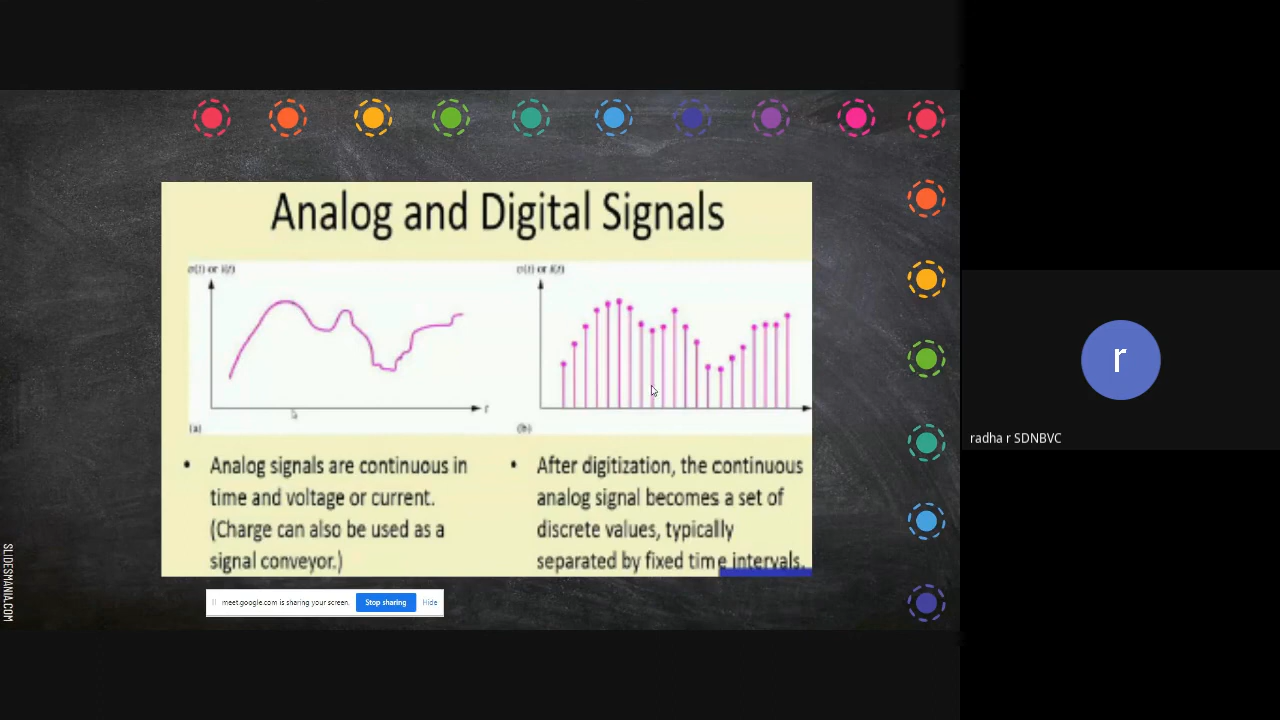 Analog and Digital Signals
υ(t) or i(t)
υ(t) or i(t)
t
(a)
(b)
• Analog signals are continuous in
time and voltage or current.
(Charge can also be used as a
signal conveyor.)
• After digitization, the continuous
analog signal becomes a set of
discrete values, typically
separated by fixed time intervals.
meet.google.com is sharing your screen. Stop sharing Hide
SLIDESMANIA.COM
r
radha r SDNBVC